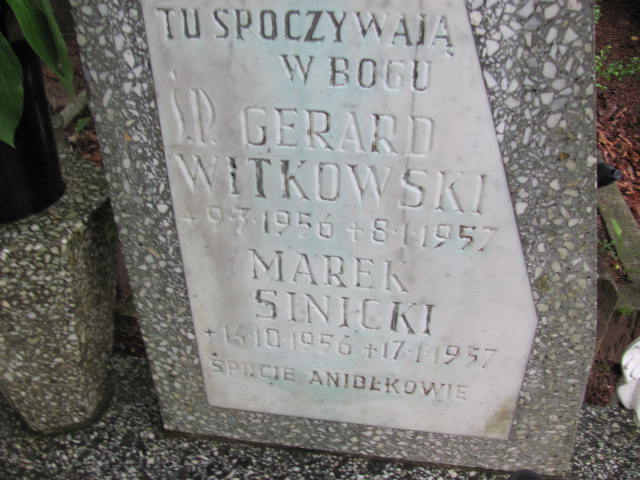 TU SPOCZYWAJĄ
W BOGU
Ś.P. GERARD
WITKOWSKI
+ 9·3·1956 + 8·1·1957
MAREK
SINICKI
+ 14·10·1956 + 17·1·1957
ŚPIJCIE ANIOŁKOWIE